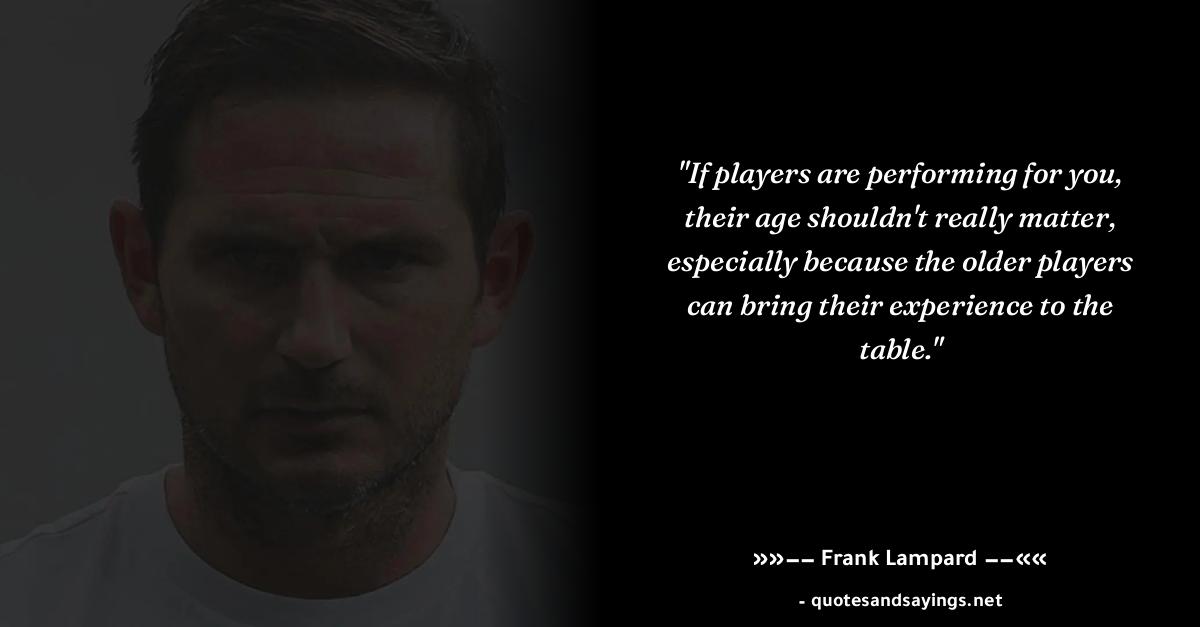 "If players are performing for you,
their age shouldn't really matter,
especially because the older players
can bring their experience to the
table."
»»−− Frank Lampard −−««
- quotesandsayings.net